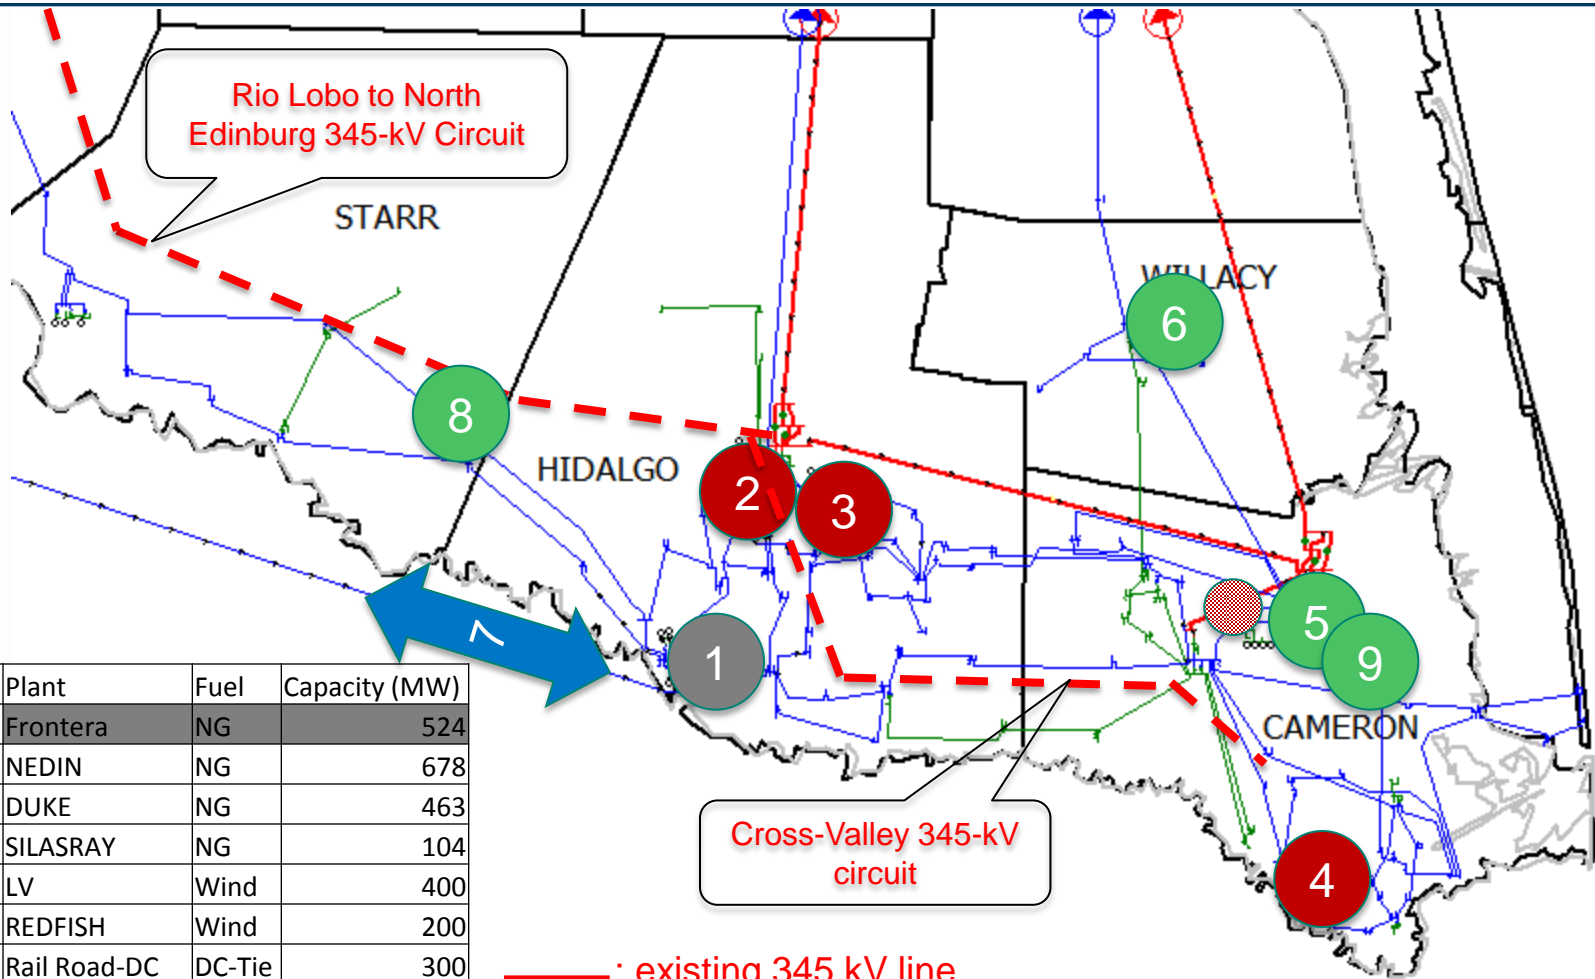 Rio Lobo to North
Edinburg 345-kV Circuit
STARR
WILLACY
6
8
HIDALGO
2
3
5
7
1
9
CAMERON
Plant Fuel Capacity (MW)
Frontera NG 524
NEDIN NG 678
DUKE NG 463
SILASRAY NG 104
LV Wind 400
REDFISH Wind 200
Rail Road-DC DC-Tie 300
Cross-Valley 345-kV
circuit
4
: existing 345 kV line